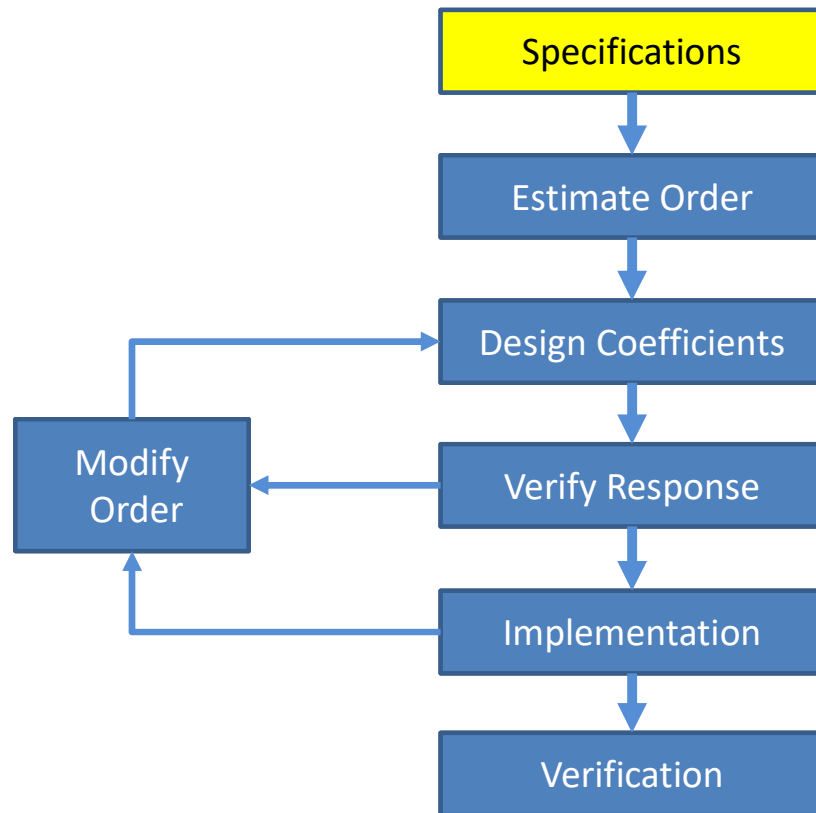 Specifications
Estimate Order
Design Coefficients
Modify
Order
Verify Response
Implementation
Verification